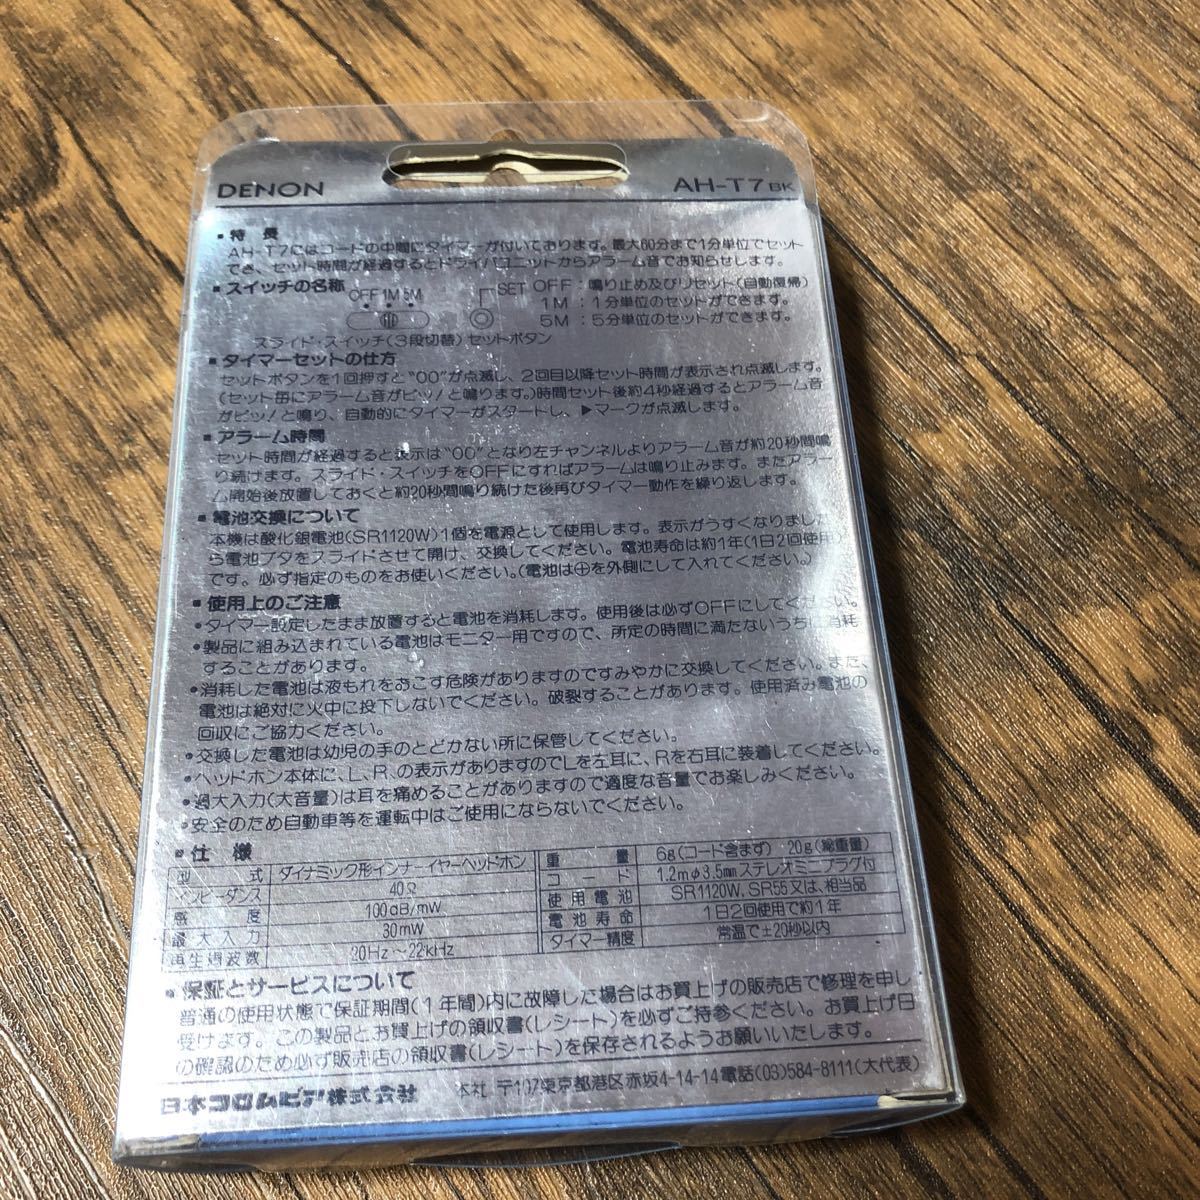 DENON
AH-T7 BK
▪ 特長
AH-T7Cはコードの中間にタイマーが付いております。最大60分まで1分単位でセット
でき、セット時間が経過するとドライバユニットからアラーム音でお知らせします。
▪ スイッチの名称
OFF 1M 5M
SET OFF：鳴り止め及びリセット(自動復帰)
1M：1分単位のセットができます。
5M：5分単位のセットができます。
スライド・スイッチ(3段切替) セットボタン
▪ タイマーセットの仕方
セットボタンを1回押すと“00”が点滅し、2回目以降セット時間が表示され点滅します。
(セット毎にアラーム音がピッ!と鳴ります。)時間セット後約4秒経過するとアラーム音
がピッ!と鳴り、自動的にタイマーがスタートし、▶マークが点滅します。
▪ アラーム時間
セット時間が経過すると表示は“00”となり左チャンネルよりアラーム音が約20秒間鳴
り続けます。スライド・スイッチをOFFにすればアラームは鳴り止みます。またアラー
ム開始後放置しておくと約20秒間鳴り続けた後再びタイマー動作を繰り返します。
▪ 電池交換について
本機は酸化銀電池(SR1120W)1個を電源として使用します。表示がうすくなりました
ら電池ブタをスライドさせて開け、交換してください。電池寿命は約1年(1日2回使用)
です。必ず指定のものをお使いください。(電池は⊕を外側にして入れてください。)
▪ 使用上のご注意
•タイマー設定したまま放置すると電池を消耗します。使用後は必ずOFFにしてください。
•製品に組み込まれている電池はモニター用ですので、所定の時間に満たないうちに消耗
することがあります。
•消耗した電池は液もれをおこす危険がありますのですみやかに交換してください。また、
電池は絶対に火中に投下しないでください。破裂することがあります。使用済み電池の
回収にご協力ください。
•交換した電池は幼児の手のとどかない所に保管してください。
•ヘッドホン本体に、L、R、の表示がありますのでLを左耳に、Rを右耳に装着してください。
•過大入力(大音量)は耳を痛めることがありますので適度な音量でお楽しみください。
•安全のため自動車等を運転中はご使用にならないでください。
▪ 仕様
型式 ダイナミック形インナーイヤーヘッドホン
インピーダンス 40Ω
感度 100dB/mW
最大入力 30mW
再生周波数 20Hz～22kHz
重量 6g(コード含まず) 20g(総重量)
コード 1.2mφ3.5mmステレオミニプラグ付
使用電池 SR1120W、SR55又は、相当品
電池寿命 1日2回使用で約1年
タイマー精度 常温で±20秒以内
▪ 保証とサービスについて
普通の使用状態で保証期間(1年間)内に故障した場合はお買上げの販売店で修理を申し
受けます。この製品とお買上げの領収書(レシート)を必ずご持参ください。お買上げ日
の確認のため必ず販売店の領収書(レシート)を保存されるようお願いいたします。
日本コロムビア株式会社
本社 〒107東京都港区赤坂4-14-14電話(03)584-8111(大代表)